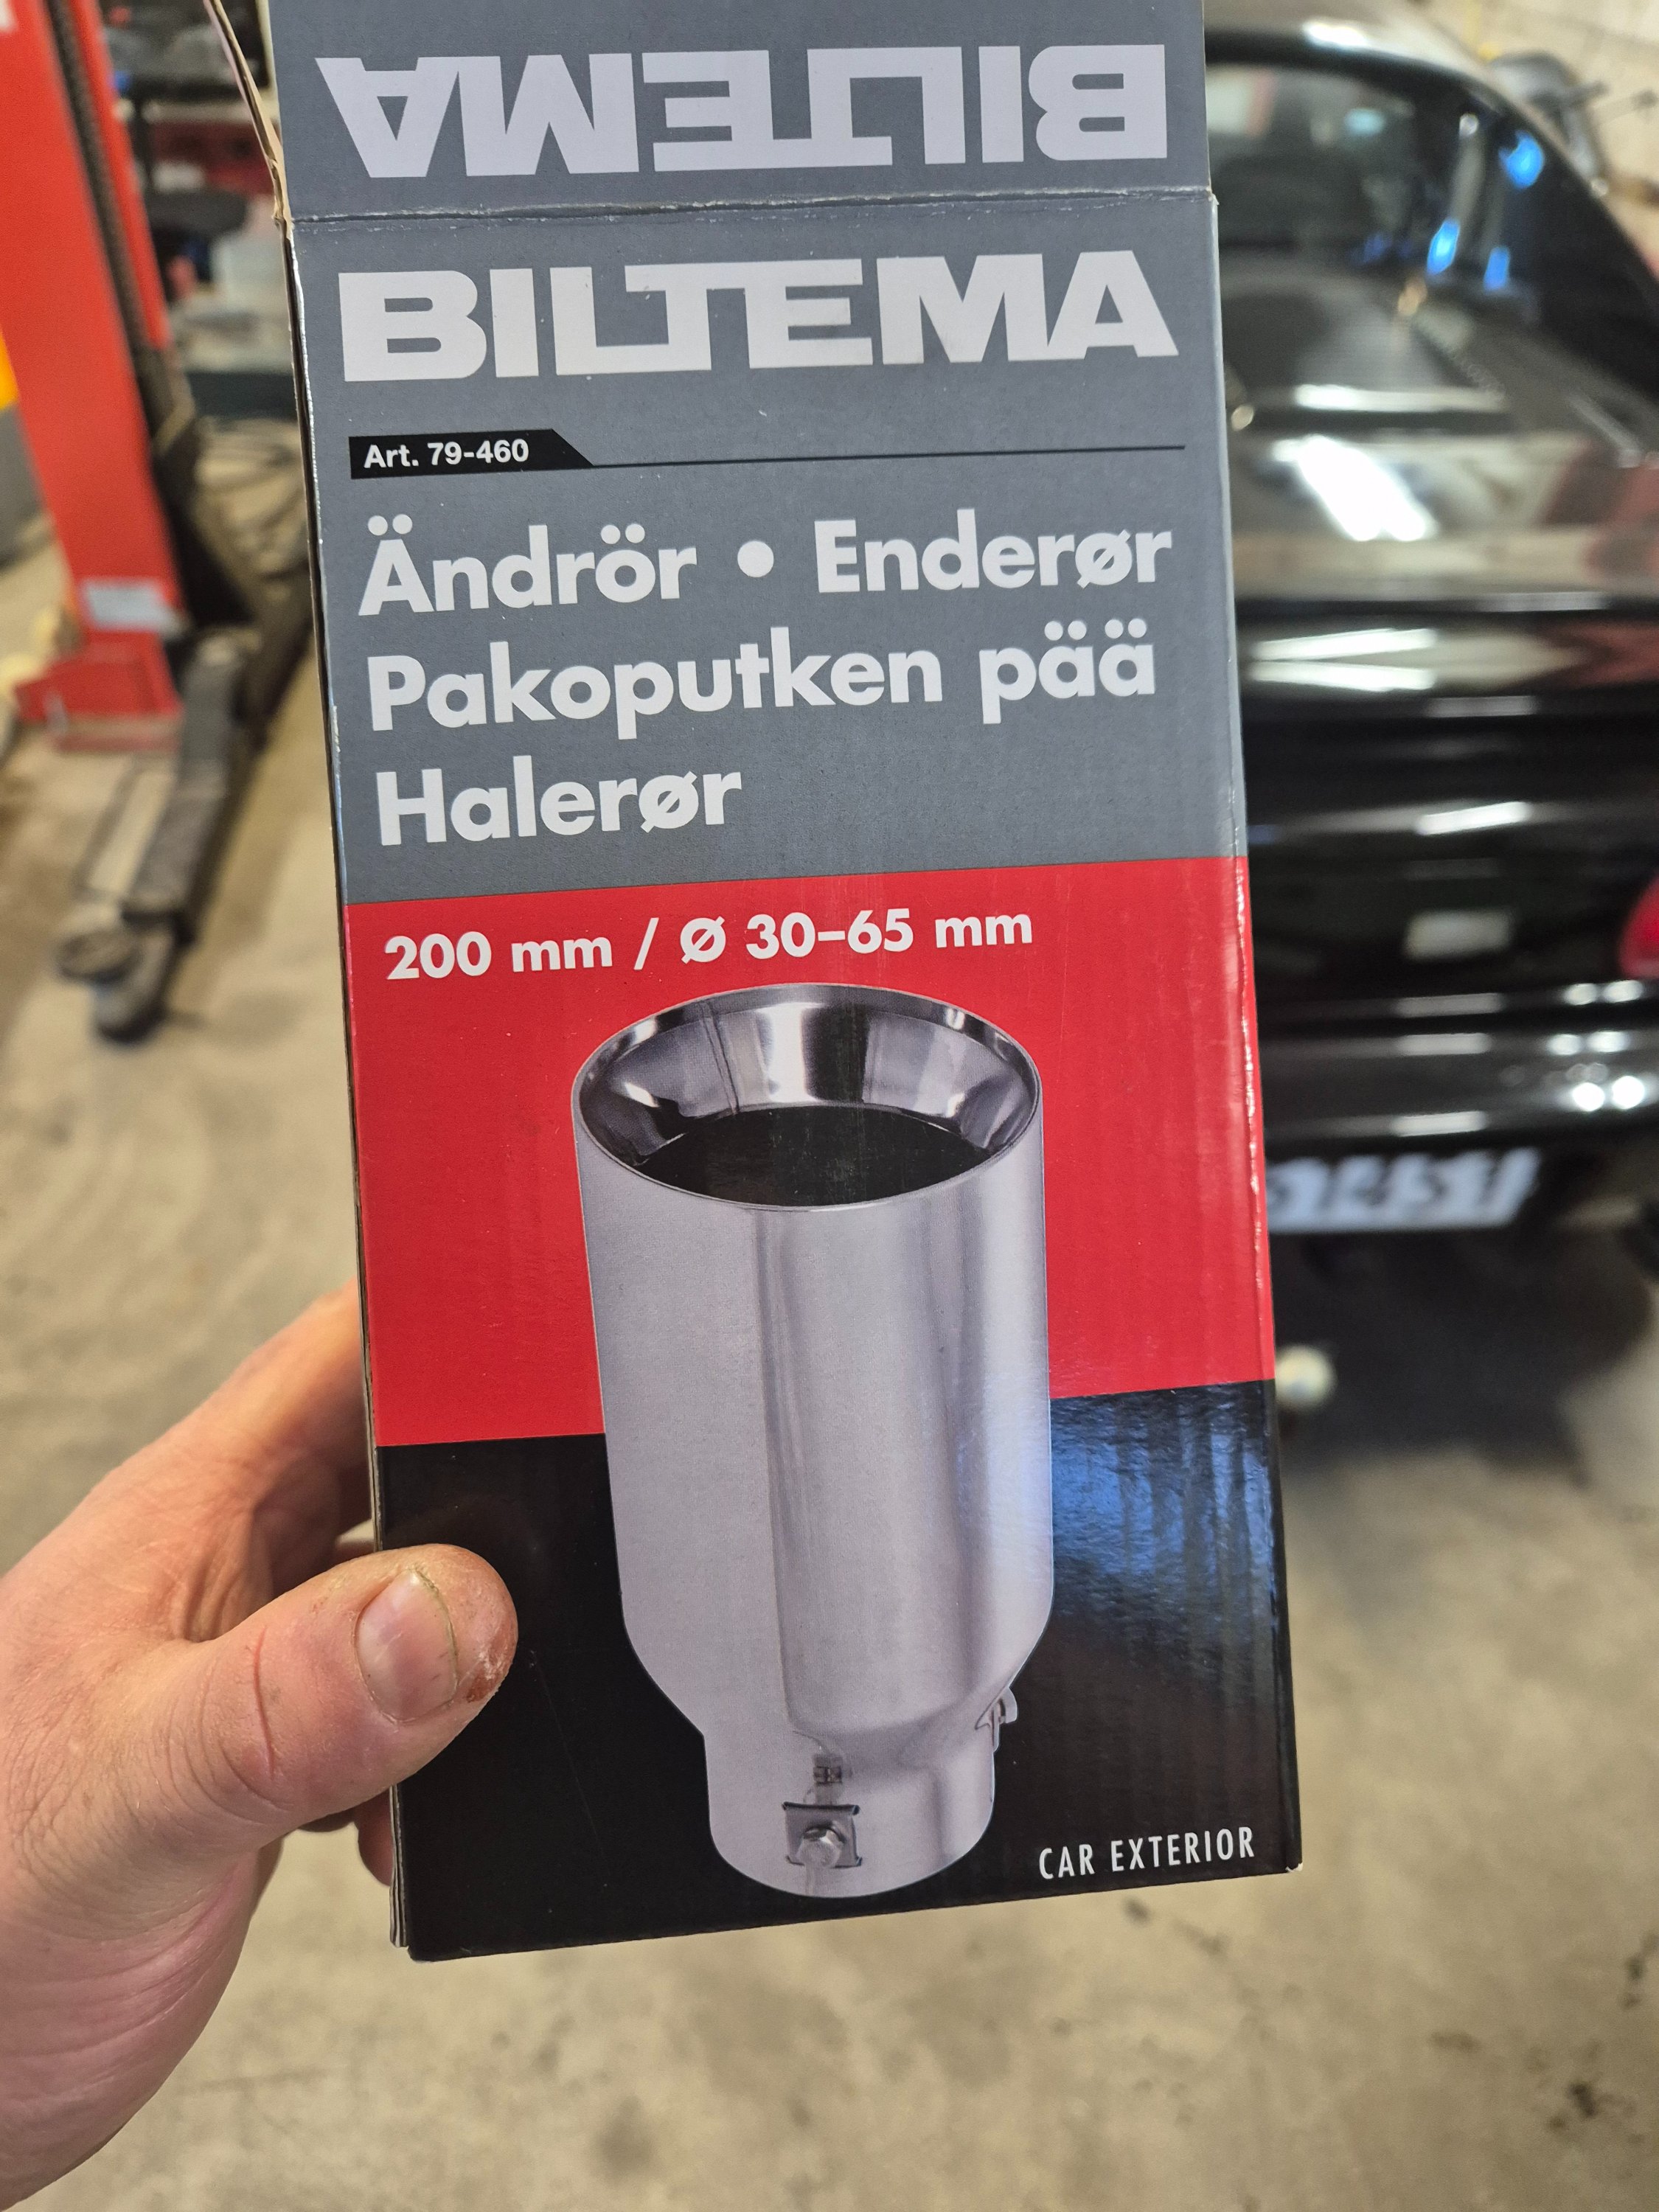 BILTEMA
BILTEMA
Art. 79-460
Ändrör • Enderør
Pakoputken pää
Halerør
200 mm / Ø 30–65 mm
CAR EXTERIOR